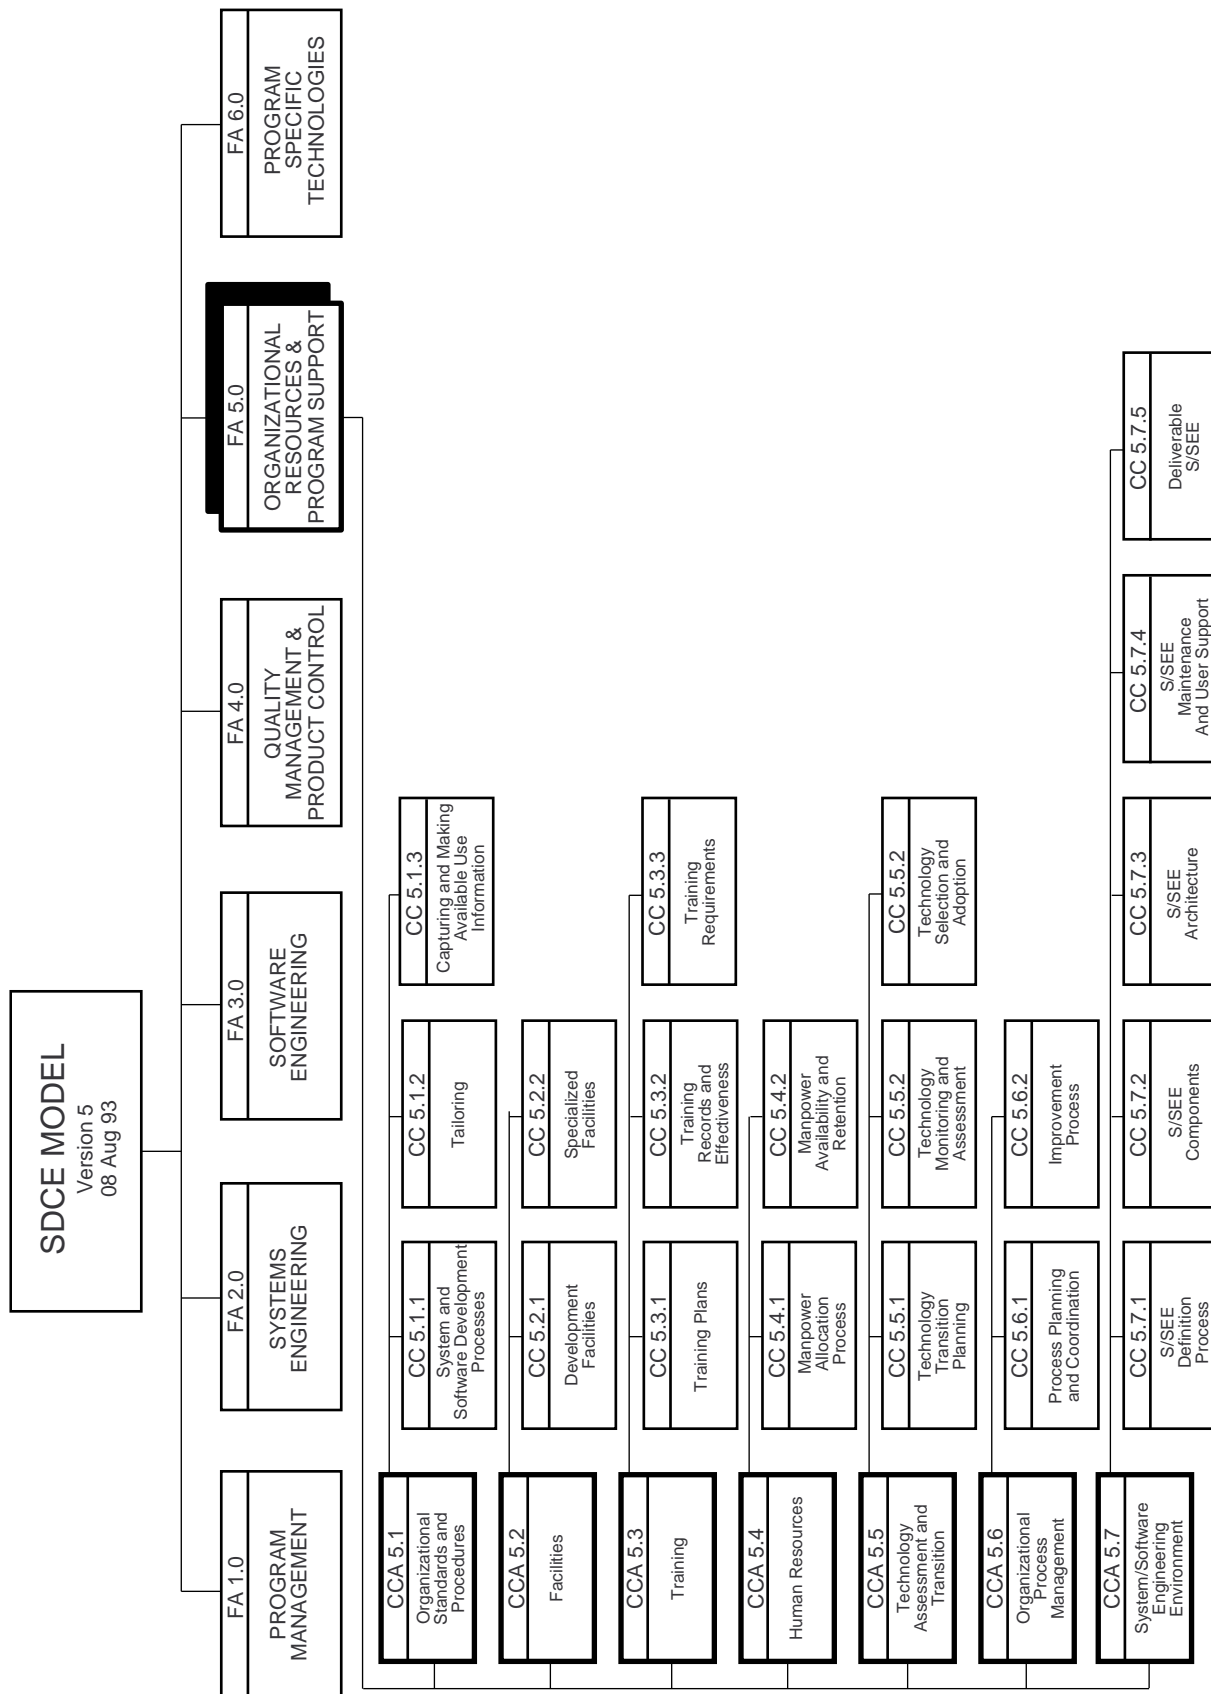 SDCE MODEL
Version 5
08 Aug 93
FA 1.0
PROGRAM
MANAGEMENT
FA 2.0
SYSTEMS
ENGINEERING
FA 3.0
SOFTWARE
ENGINEERING
FA 4.0
QUALITY
MANAGEMENT &
PRODUCT CONTROL
FA 5.0
ORGANIZATIONAL
RESOURCES &
PROGRAM SUPPORT
FA 6.0
PROGRAM
SPECIFIC
TECHNOLOGIES
CCA 5.1
Organizational
Standards and
Procedures
CC 5.1.1
System and
Software Development
Processes
CC 5.1.2
Tailoring
CC 5.1.3
Capturing and Making
Available Use
Information
CCA 5.2
Facilities
CC 5.2.1
Development
Facilities
CC 5.2.2
Specialized
Facilities
CCA 5.3
Training
CC 5.3.1
Training Plans
CC 5.3.2
Training
Records and
Effectiveness
CC 5.3.3
Training
Requirements
CCA 5.4
Human Resources
CC 5.4.1
Manpower
Allocation
Process
CC 5.4.2
Manpower
Availability and
Retention
CCA 5.5
Technology
Assessment and
Transition
CC 5.5.1
Technology
Transition
Planning
CC 5.5.2
Technology
Monitoring and
Assessment
CC 5.5.2
Technology
Selection and
Adoption
CCA 5.6
Organizational
Process
Management
CC 5.6.1
Process Planning
and Coordination
CC 5.6.2
Improvement
Process
CCA 5.7
System/Software
Engineering
Environment
CC 5.7.1
S/SEE
Definition
Process
CC 5.7.2
S/SEE
Components
CC 5.7.3
S/SEE
Architecture
CC 5.7.4
S/SEE
Maintenance
And User Support
CC 5.7.5
Deliverable
S/SEE